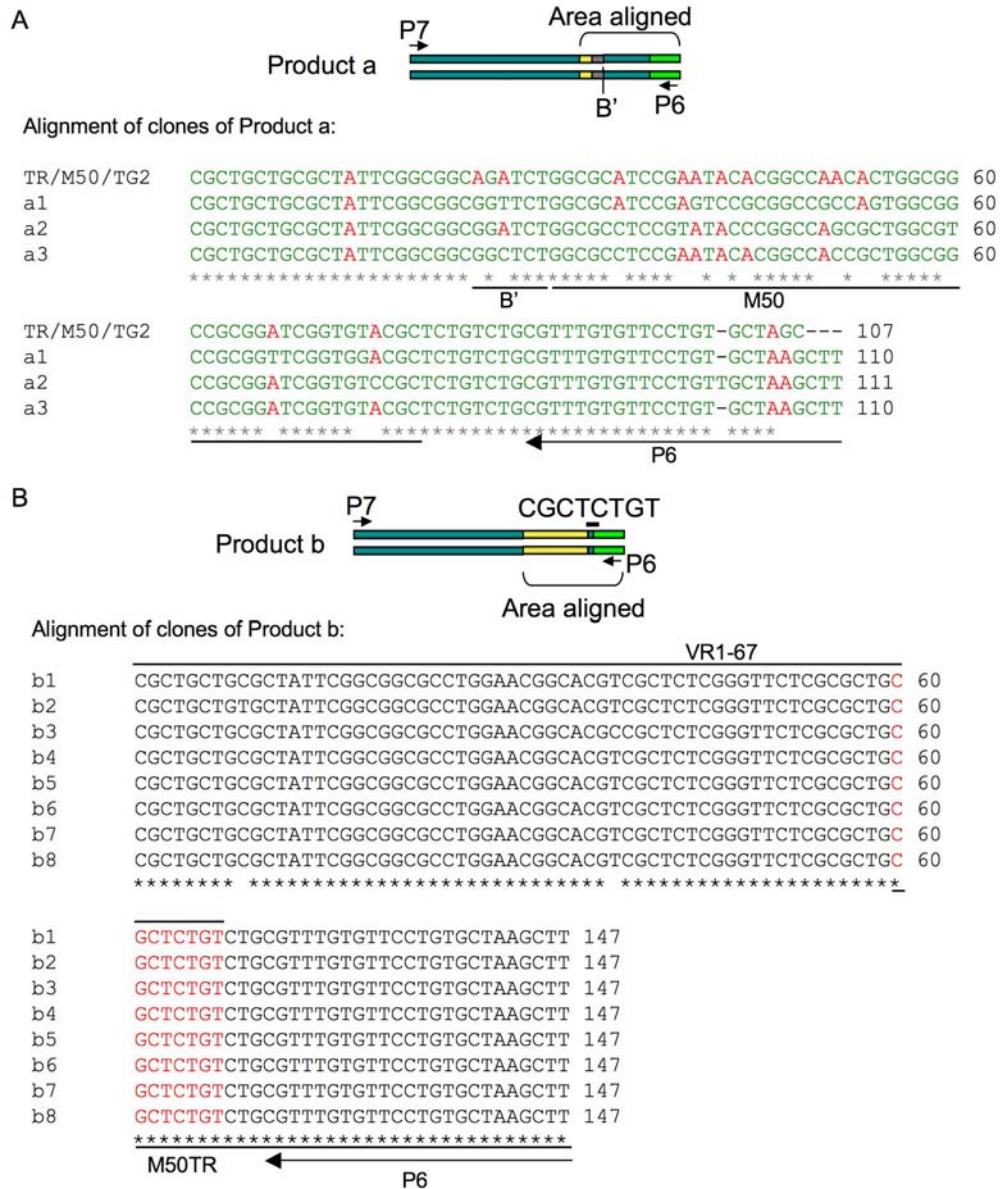 A
Area aligned
P7
Product a
B'
P6
Alignment of clones of Product a:
TR/M50/TG2 CGCTGCTGCGCTATTCGGCGGCAGATCTGGCGCATCCGAATACACGGCCAACACTGGCGG 60
a1 CGCTGCTGCGCTATTCGGCGGCGGTTCTGGCGCATCCGAGTCCGCGGCCGCCAGTGGCGG 60
a2 CGCTGCTGCGCTATTCGGCGGCGGATCTGGCGCCTCCGTATACCCGGCCAGCGCTGGCGT 60
a3 CGCTGCTGCGCTATTCGGCGGCGGCTCTGGCGCCTCCGAATACACGGCCACCGCTGGCGG 60
********************** * ******** ****  * * *****  *  *****
B' M50
TR/M50/TG2 CCGCGGATCGGTGTACGCTCTGTCTGCGTTTGTGTTCCTGT-GCTAGC--- 107
a1 CCGCGGTTCGGTGGACGCTCTGTCTGCGTTTGTGTTCCTGT-GCTAAGCTT 110
a2 CCGCGGATCGGTGTCCGCTCTGTCTGCGTTTGTGTTCCTGTTGCTAAGCTT 111
a3 CCGCGGATCGGTGTACGCTCTGTCTGCGTTTGTGTTCCTGT-GCTAAGCTT 110
****** ******  ************************** ****
P6
B
P7
CGCTCTGT
Product b
P6
Area aligned
Alignment of clones of Product b:
VR1-67
b1 CGCTGCTGCGCTATTCGGCGGCGCCTGGAACGGCACGTCGCTCTCGGGTTCTCGCGCTGC 60
b2 CGCTGCTGTGCTATTCGGCGGCGCCTGGAACGGCACGTCGCTCTCGGGTTCTCGCGCTGC 60
b3 CGCTGCTGCGCTATTCGGCGGCGCCTGGAACGGCACGCCGCTCTCGGGTTCTCGCGCTGC 60
b4 CGCTGCTGCGCTATTCGGCGGCGCCTGGAACGGCACGTCGCTCTCGGGTTCTCGCGCTGC 60
b5 CGCTGCTGCGCTATTCGGCGGCGCCTGGAACGGCACGTCGCTCTCGGGTTCTCGCGCTGC 60
b6 CGCTGCTGCGCTATTCGGCGGCGCCTGGAACGGCACGTCGCTCTCGGGTTCTCGCGCTGC 60
b7 CGCTGCTGCGCTATTCGGCGGCGCCTGGAACGGCACGTCGCTCTCGGGTTCTCGCGCTGC 60
b8 CGCTGCTGCGCTATTCGGCGGCGCCTGGAACGGCACGTCGCTCTCGGGTTCTCGCGCTGC 60
******** **************************** **********************
b1 GCTCTGTCTGCGTTTGTGTTCCTGTGCTAAGCTT 147
b2 GCTCTGTCTGCGTTTGTGTTCCTGTGCTAAGCTT 147
b3 GCTCTGTCTGCGTTTGTGTTCCTGTGCTAAGCTT 147
b4 GCTCTGTCTGCGTTTGTGTTCCTGTGCTAAGCTT 147
b5 GCTCTGTCTGCGTTTGTGTTCCTGTGCTAAGCTT 147
b6 GCTCTGTCTGCGTTTGTGTTCCTGTGCTAAGCTT 147
b7 GCTCTGTCTGCGTTTGTGTTCCTGTGCTAAGCTT 147
b8 GCTCTGTCTGCGTTTGTGTTCCTGTGCTAAGCTT 147
**********************************
M50TR P6